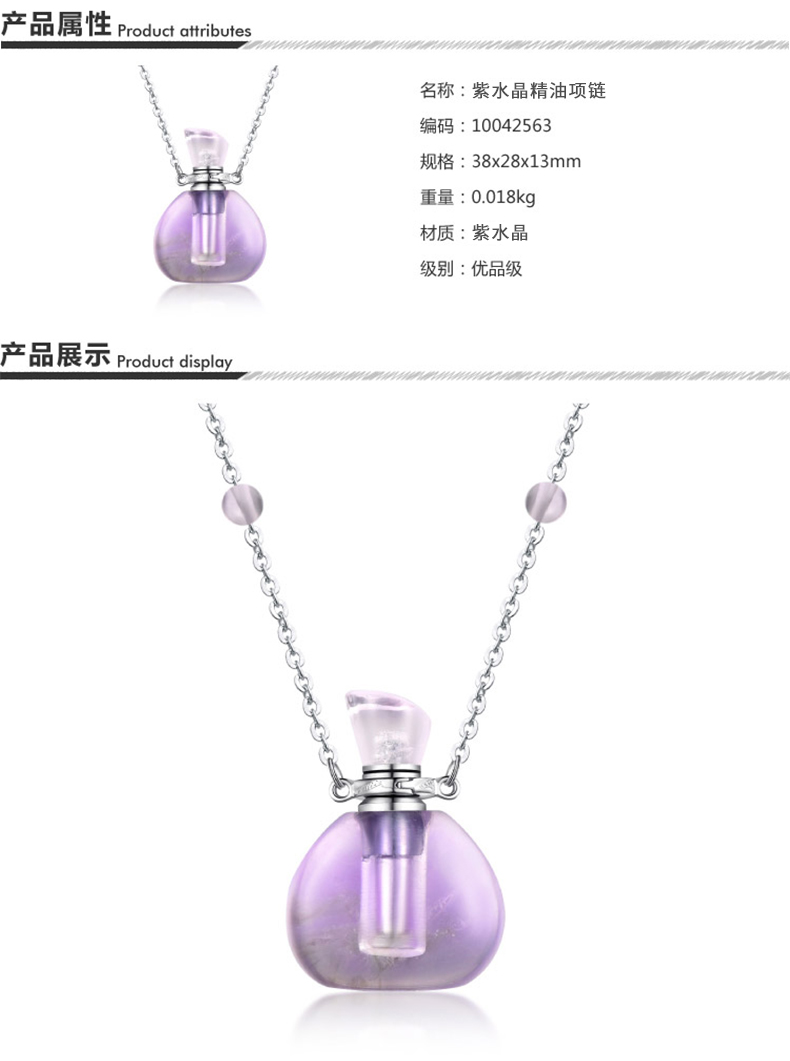 产品属性 Product attributes
名称：紫水晶精油项链
编码：10042563
规格：38x28x13mm
重量：0.018kg
材质：紫水晶
级别：优品级
产品展示 Product display